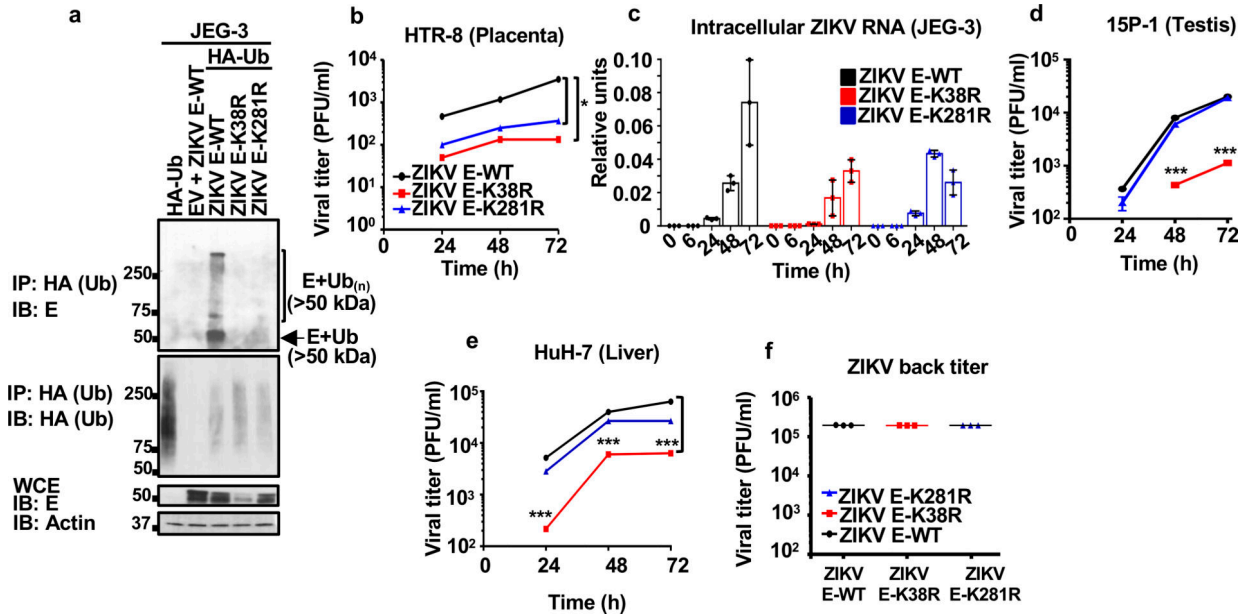 a
JEG-3
HA-Ub
HA-Ub
EV + ZIKV E-WT
ZIKV E-WT
ZIKV E-K38R
ZIKV E-K281R
IP: HA (Ub)
IB: E
250
75
50
E+Ub(n)
(>50 kDa)
E+Ub
(>50 kDa)
IP: HA (Ub)
IB: HA (Ub)
250
75
50
WCE
IB: E
50
IB: Actin
37
b
HTR-8 (Placenta)
Viral titer (PFU/ml)
10⁴
10³
10²
10¹
10⁰
*
ZIKV E-WT
ZIKV E-K38R
ZIKV E-K281R
0 24 48 72
Time (h)
c
Intracellular ZIKV RNA (JEG-3)
Relative units
0.10
0.08
0.06
0.04
0.02
0
ZIKV E-WT
ZIKV E-K38R
ZIKV E-K281R
0 6 24 48 72 0 6 24 48 72 0 6 24 48 72
Time (h)
d
15P-1 (Testis)
Viral titer (PFU/ml)
10⁵
10⁴
10³
10²
*** ***
0 24 48 72
Time (h)
e
HuH-7 (Liver)
Viral titer (PFU/ml)
10⁵
10⁴
10³
10²
*** *** ***
0 24 48 72
Time (h)
f
ZIKV back titer
Viral titer (PFU/ml)
10⁶
10⁵
10⁴
10³
10²
ZIKV E-K281R
ZIKV E-K38R
ZIKV E-WT
ZIKV ZIKV ZIKV
E-WT E-K38R E-K281R